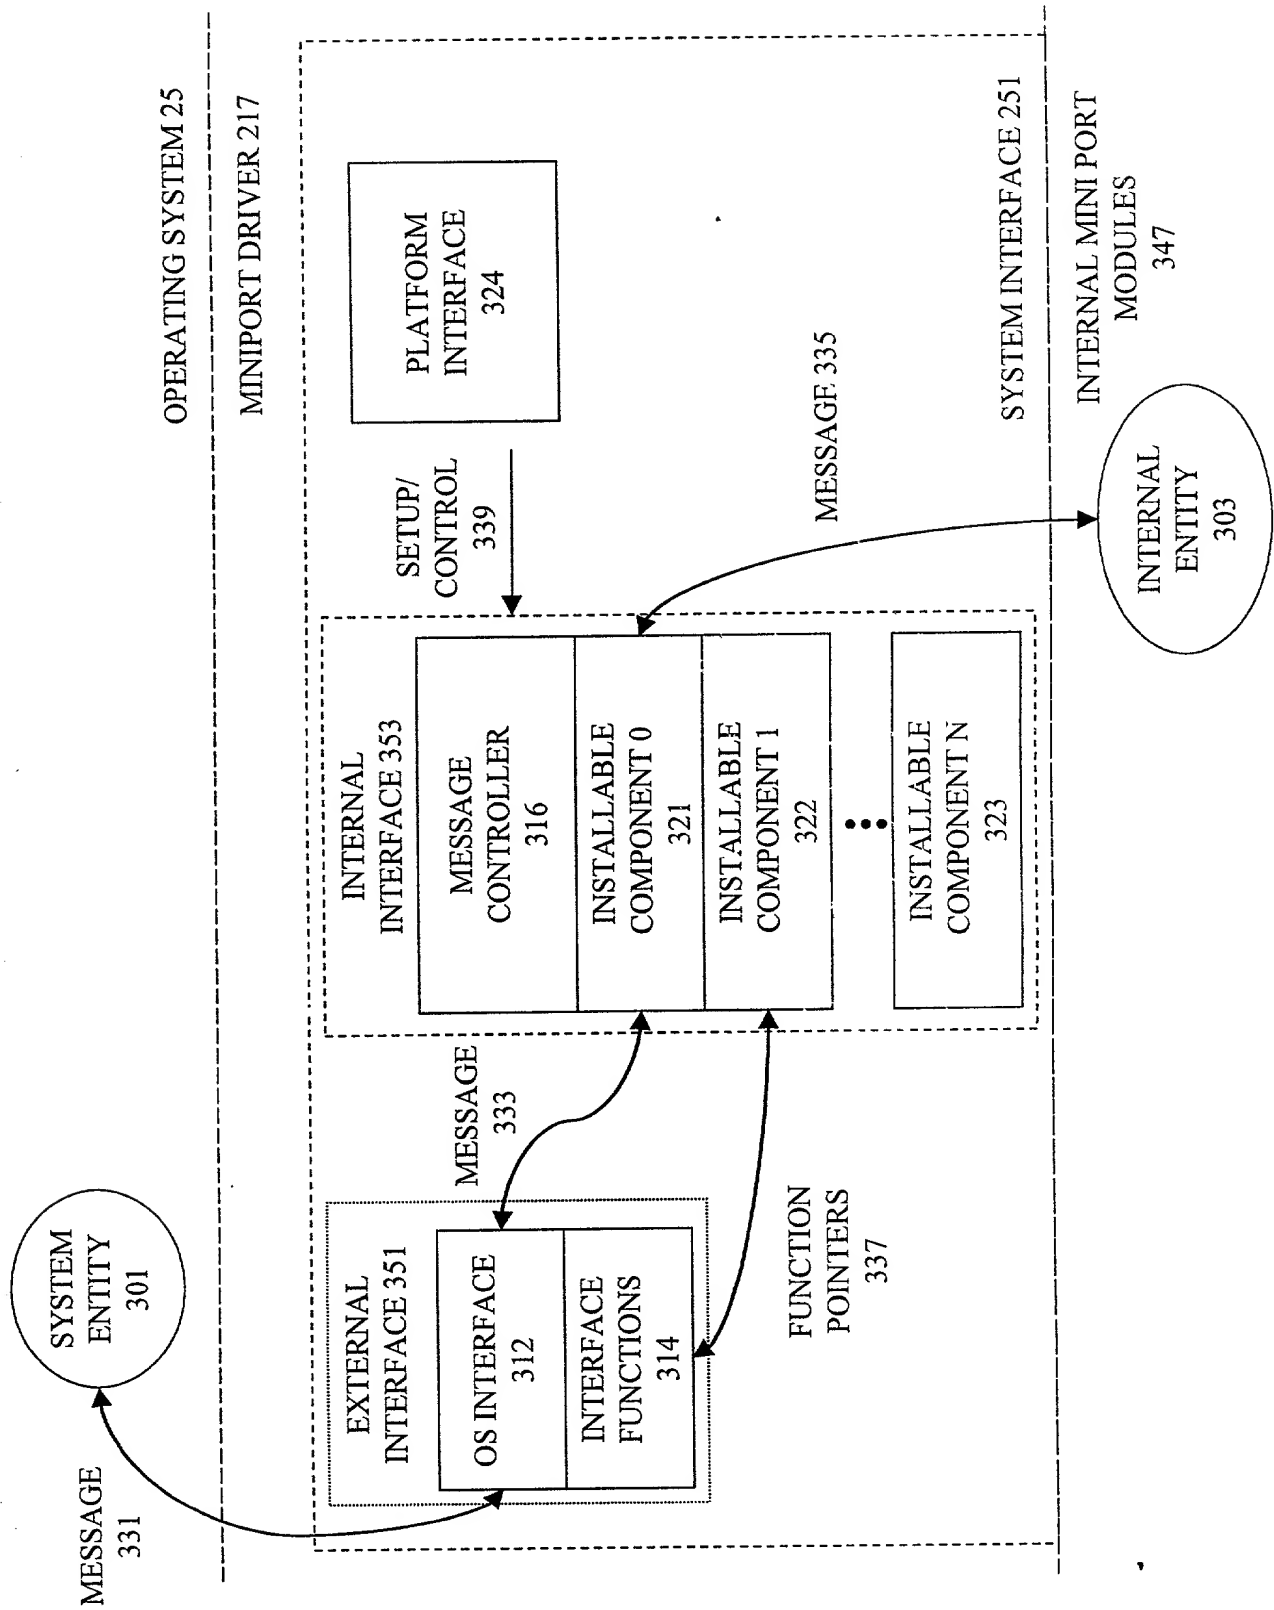 OPERATING SYSTEM 25
MINIPORT DRIVER 217
MESSAGE
331
SYSTEM
ENTITY
301
EXTERNAL
INTERFACE 351
OS INTERFACE
312
INTERFACE
FUNCTIONS
314
MESSAGE
333
FUNCTION
POINTERS
337
INTERNAL
INTERFACE 353
MESSAGE
CONTROLLER
316
INSTALLABLE
COMPONENT 0
321
INSTALLABLE
COMPONENT 1
322
INSTALLABLE
COMPONENT N
323
SETUP/
CONTROL
339
PLATFORM
INTERFACE
324
MESSAGE 335
SYSTEM INTERFACE 251
INTERNAL MINI PORT
MODULES
347
INTERNAL
ENTITY
303